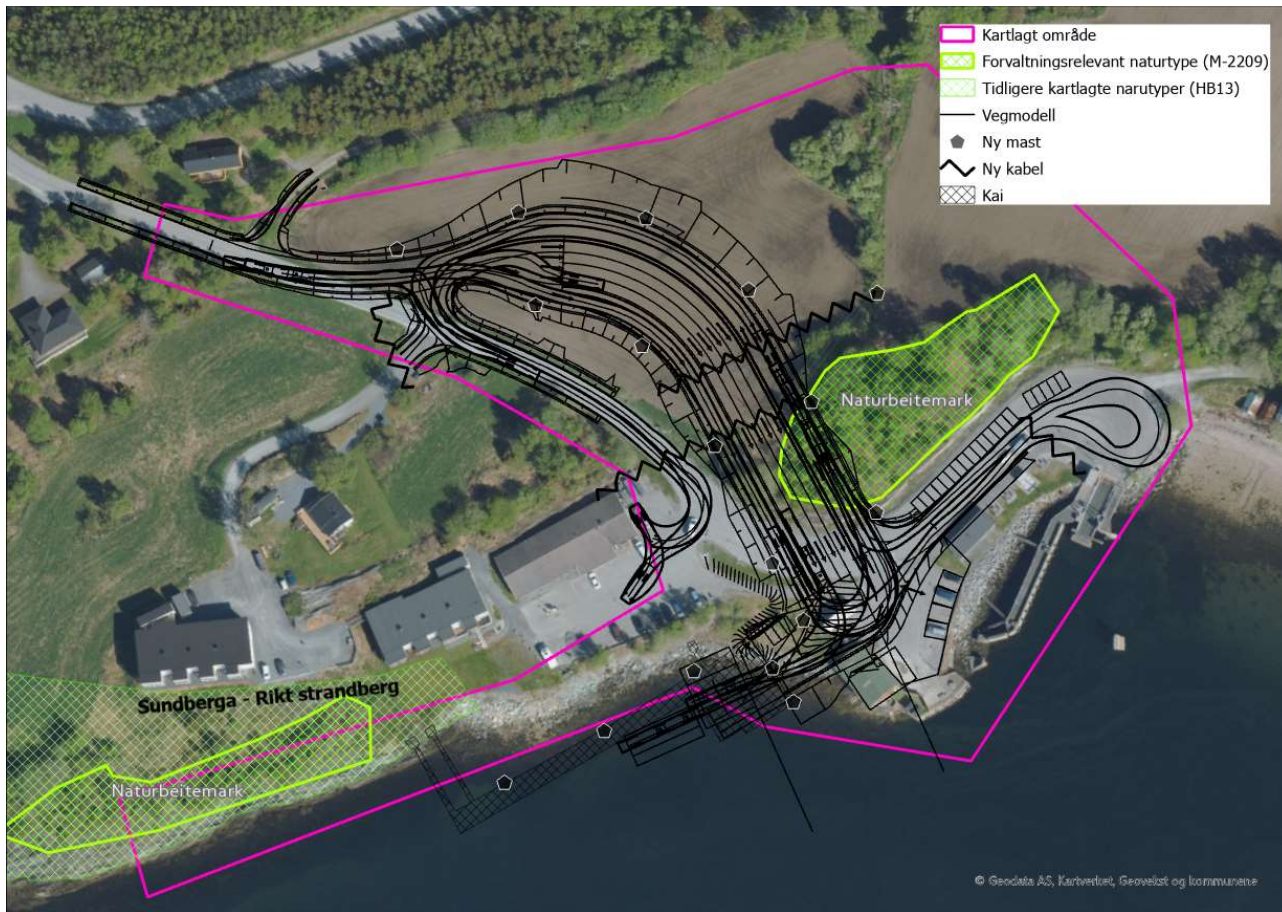 Kartlagt område
Forvaltningsrelevant naturtype (M-2209)
Tidligere kartlagte narutyper (HB13)
Vegmodell
Ny mast
Ny kabel
Kai
Naturbeitemark
Sundberga - Rikt strandberg
Naturbeitemark
© Geodata AS, Kartverket, Geovekst og kommunene